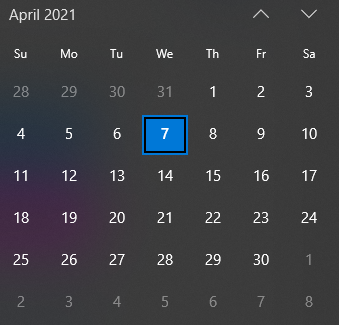 April 2021
Su Mo Tu We Th Fr Sa
28 29 30 31 1 2 3
4 5 6 7 8 9 10
11 12 13 14 15 16 17
18 19 20 21 22 23 24
25 26 27 28 29 30 1
2 3 4 5 6 7 8